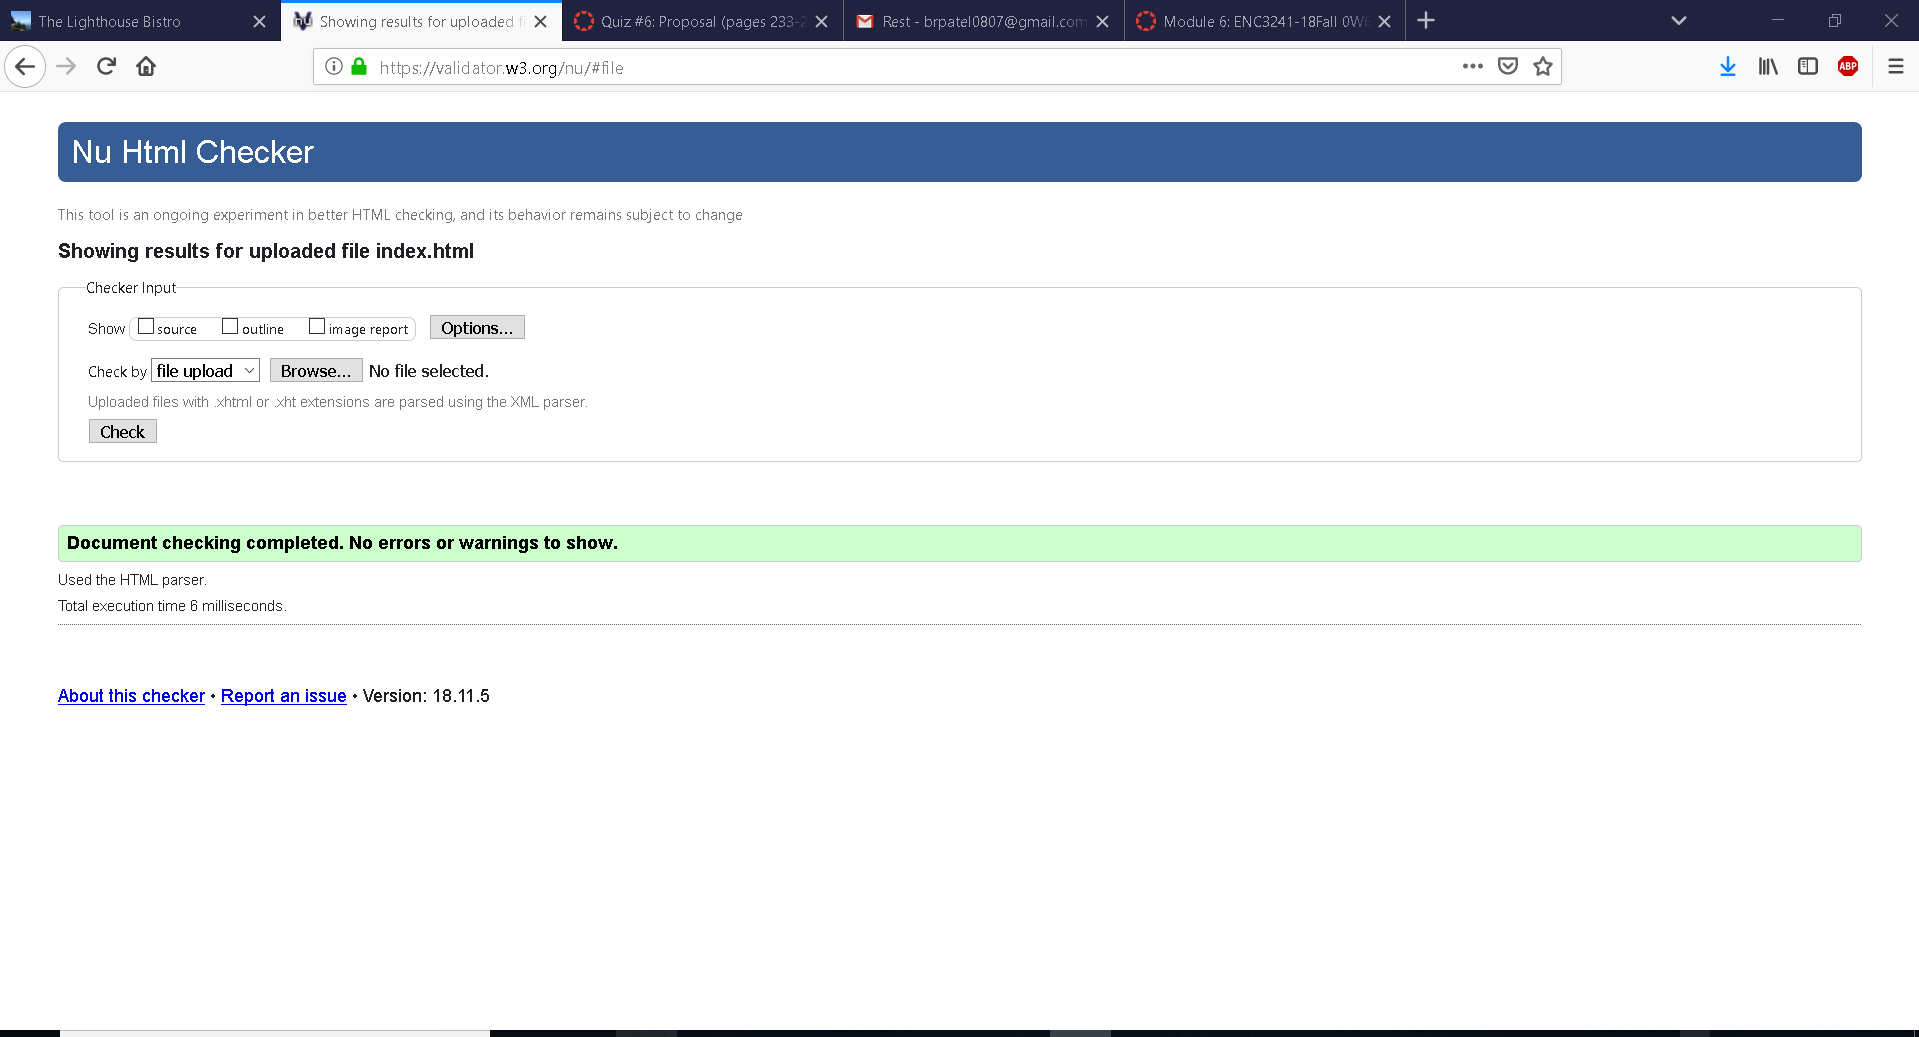 The Lighthouse Bistro
Showing results for uploaded fi
Quiz #6: Proposal (pages 233-2
Rest - brpatel0807@gmail.com
Module 6: ENC3241-18Fall 0W6
https://validator.w3.org/nu/#file
ABP
Nu Html Checker
This tool is an ongoing experiment in better HTML checking, and its behavior remains subject to change
Showing results for uploaded file index.html
Checker Input
Show source outline image report Options...
Check by file upload Browse... No file selected.
Uploaded files with .xhtml or .xht extensions are parsed using the XML parser.
Check
Document checking completed. No errors or warnings to show.
Used the HTML parser.
Total execution time 6 milliseconds.
About this checker • Report an issue • Version: 18.11.5